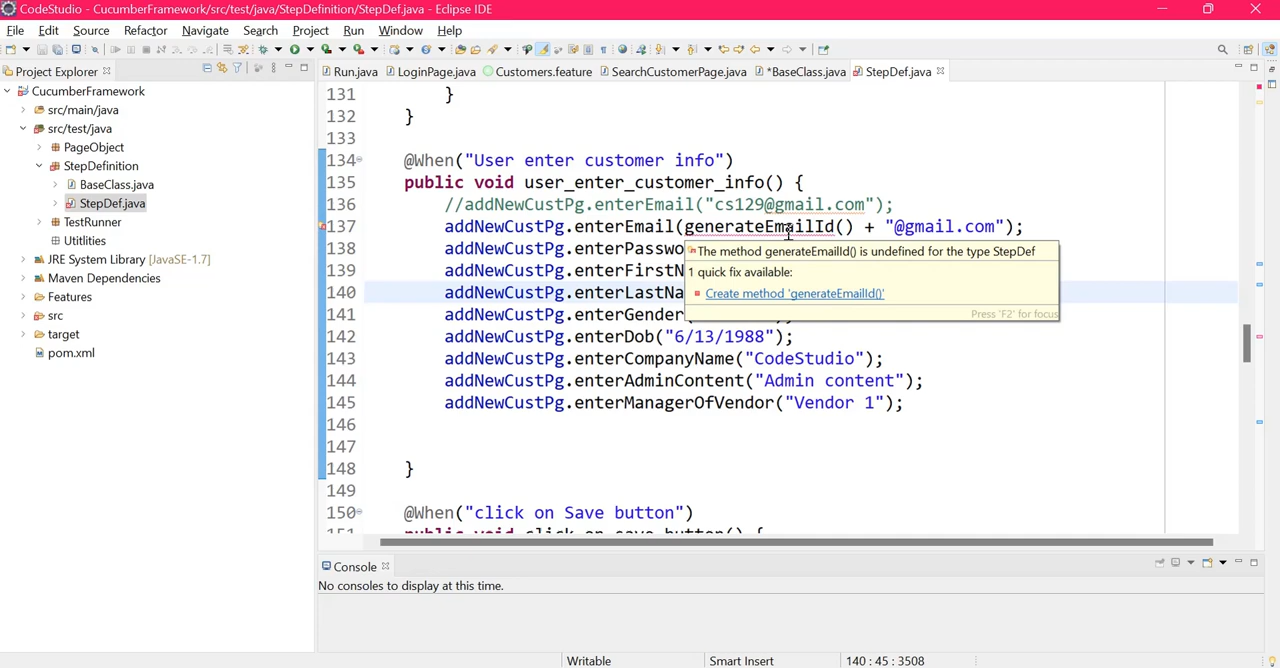 CodeStudio - CucumberFramework/src/test/java/StepDefinition/StepDef.java - Eclipse IDE
File Edit Source Refactor Navigate Search Project Run Window Help
Project Explorer
Run.java LoginPage.java Customers.feature SearchCustomerPage.java *BaseClass.java StepDef.java
CucumberFramework
src/main/java
src/test/java
PageObject
StepDefinition
BaseClass.java
StepDef.java
TestRunner
Utitlities
JRE System Library [JavaSE-1.7]
Maven Dependencies
Features
src
target
pom.xml
131 }
132 }
133
134 @When("User enter customer info")
135 public void user_enter_customer_info() {
136 //addNewCustPg.enterEmail("cs129@gmail.com");
137 addNewCustPg.enterEmail(generateEmailId() + "@gmail.com");
138 addNewCustPg.enterPasswo
139 addNewCustPg.enterFirstN
140 addNewCustPg.enterLastNa
141 addNewCustPg.enterGender
142 addNewCustPg.enterDob("6/13/1988");
143 addNewCustPg.enterCompanyName("CodeStudio");
144 addNewCustPg.enterAdminContent("Admin content");
145 addNewCustPg.enterManagerOfVendor("Vendor 1");
146
147
148 }
149
150 @When("click on Save button")
151 public void click_on_save_button() {
The method generateEmailId() is undefined for the type StepDef
1 quick fix available:
Create method 'generateEmailId()'
Press 'F2' for focus
Console
No consoles to display at this time.
Writable Smart Insert 140 : 45 : 3508